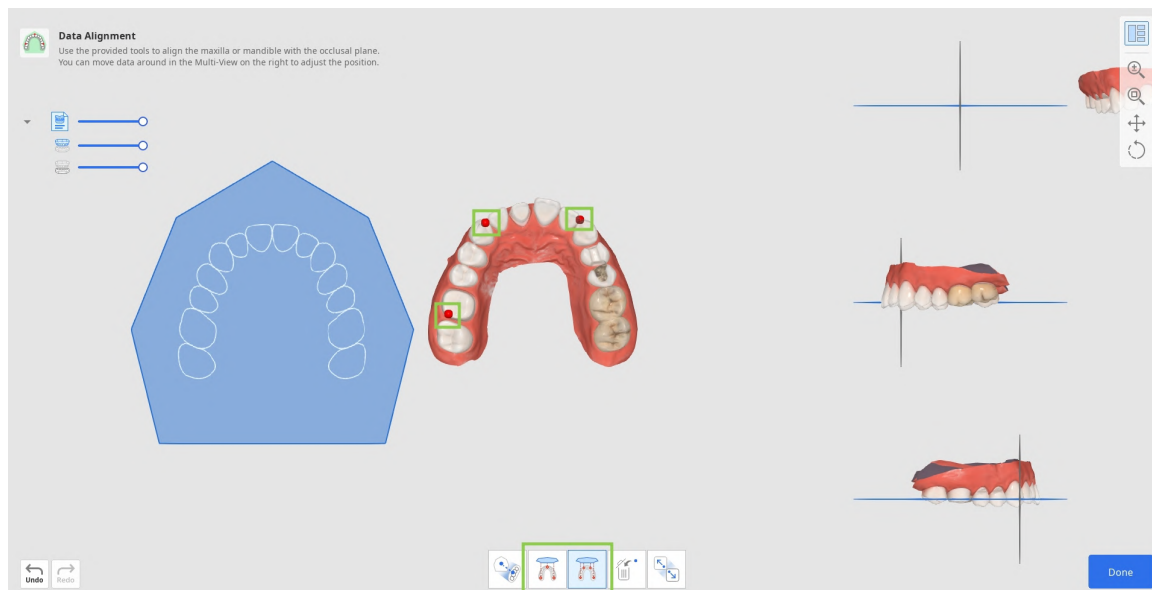 Data Alignment
Use the provided tools to align the maxilla or mandible with the occlusal plane.
You can move data around in the Multi-View on the right to adjust the position.
Undo
Redo
Done